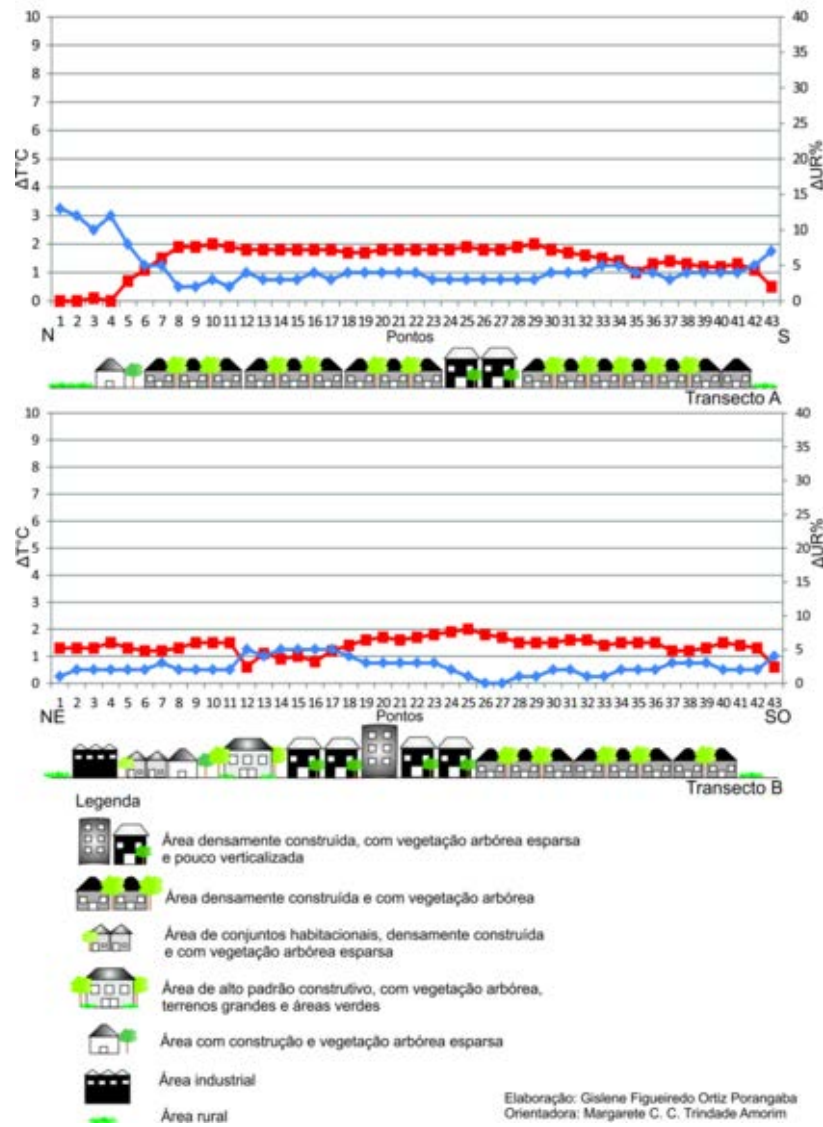 10
9
8
7
6
5
4
3
2
1
0
ΔT°C
40
35
30
25
20
15
10
5
0
ΔUR%
1 2 3 4 5 6 7 8 9 10 11 12 13 14 15 16 17 18 19 20 21 22 23 24 25 26 27 28 29 30 31 32 33 34 35 36 37 38 39 40 41 42 43
N Pontos S
Transecto A
10
9
8
7
6
5
4
3
2
1
0
ΔT°C
40
35
30
25
20
15
10
5
0
ΔUR%
1 2 3 4 5 6 7 8 9 10 11 12 13 14 15 16 17 18 19 20 21 22 23 24 25 26 27 28 29 30 31 32 33 34 35 36 37 38 39 40 41 42 43
NE Pontos SO
Transecto B
Legenda
Área densamente construída, com vegetação arbórea esparsa
e pouco verticalizada
Área densamente construída e com vegetação arbórea
Área de conjuntos habitacionais, densamente construída
e com vegetação arbórea esparsa
Área de alto padrão construtivo, com vegetação arbórea,
terrenos grandes e áreas verdes
Área com construção e vegetação arbórea esparsa
Área industrial
Área rural
Elaboração: Gislene Figueiredo Ortiz Porangaba
Orientadora: Margarete C. C. Trindade Amorim